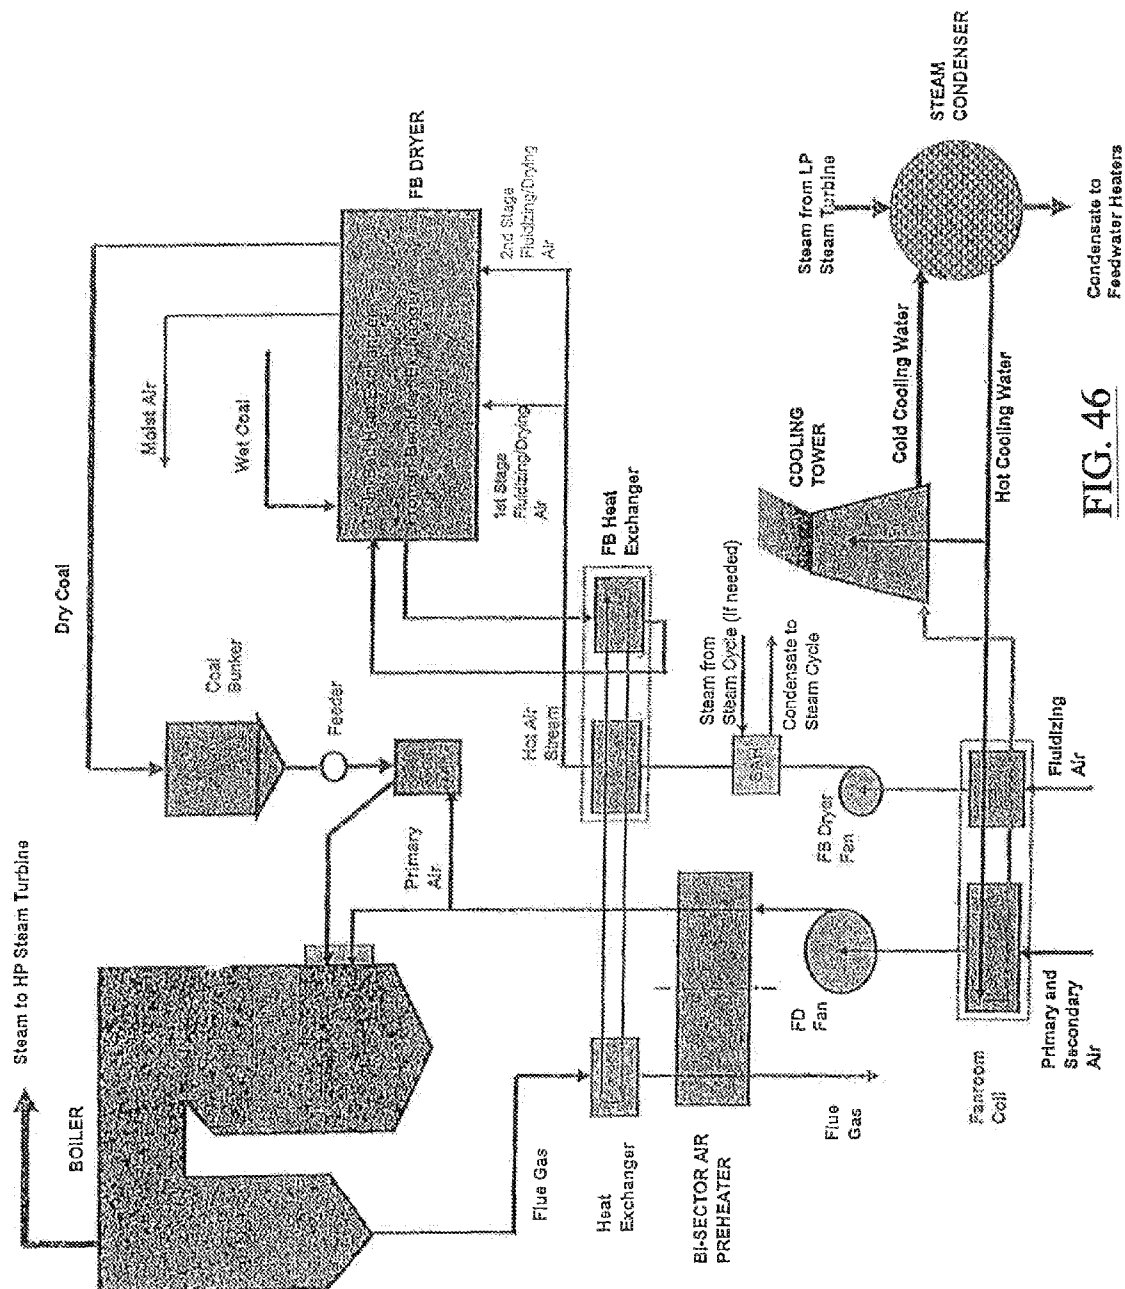 Steam to HP Steam Turbine
BOILER
Dry Coal
Coal
Bunker
Feeder
Primary
Air
Moist Air
Wet Coal
FB DRYER
1st Stage
Fluidizing/Drying
Air
2nd Stage
Fluidizing/Drying
Air
Flue Gas
Heat
Exchanger
Hot Air
Stream
FB Heat
Exchanger
BI-SECTOR AIR
PREHEATER
Flue
Gas
FD
Fan
FB Dryer
Fan
SAH
Steam from
Steam Cycle (If needed)
Condensate to
Steam Cycle
COOLING
TOWER
Steam from LP
Steam Turbine
STEAM
CONDENSER
Cold Cooling Water
Hot Cooling Water
Condensate to
Feedwater Heaters
Fanroom
Coil
Primary and
Secondary
Air
Fluidizing
Air
FIG. 46